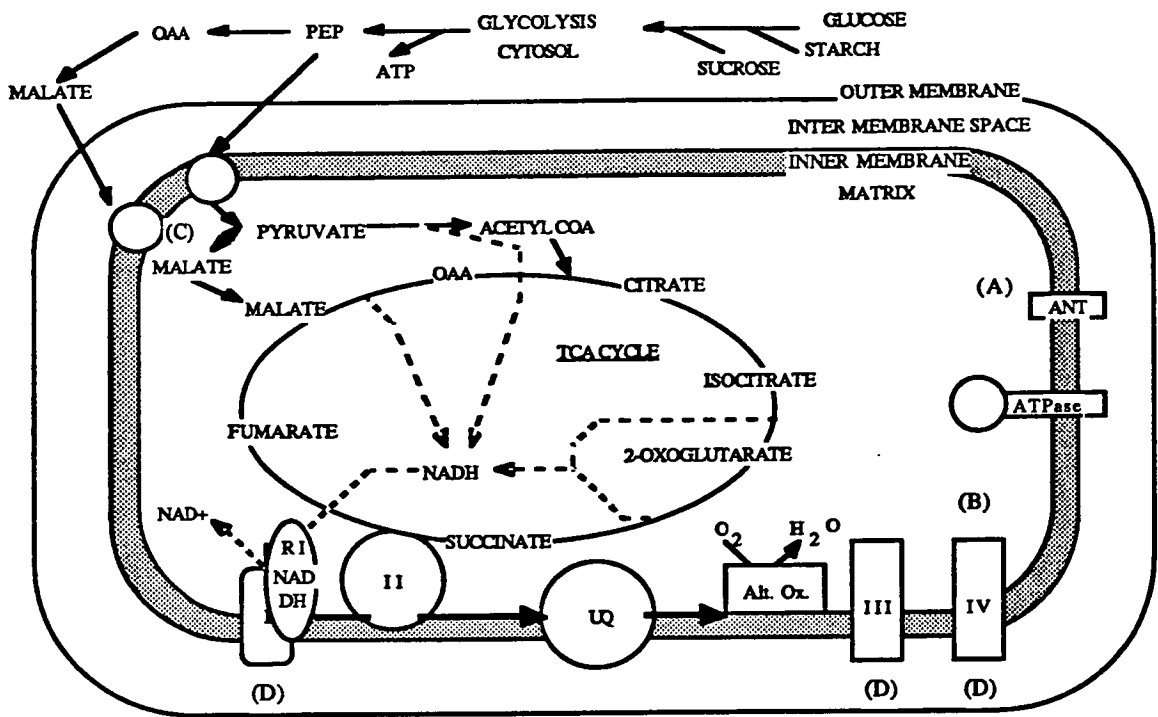 GLUCOSE
GLYCOLYSIS
OAA
PEP
STARCH
CYTOSOL
ATP
SUCROSE
MALATE
OUTER MEMBRANE
INTER MEMBRANE SPACE
INNER MEMBRANE
MATRIX
(C)
PYRUVATE
ACETYL COA
MALATE
OAA
CITRATE
(A)
MALATE
ANT
TCA CYCLE
ISOCITRATE
ATPase
FUMARATE
2-OXOGLUTARATE
NADH
(B)
NAD+
O2
H2O
SUCCINATE
RI
NAD
DH
II
Alt. Ox.
UQ
III
IV
(D)
(D)
(D)